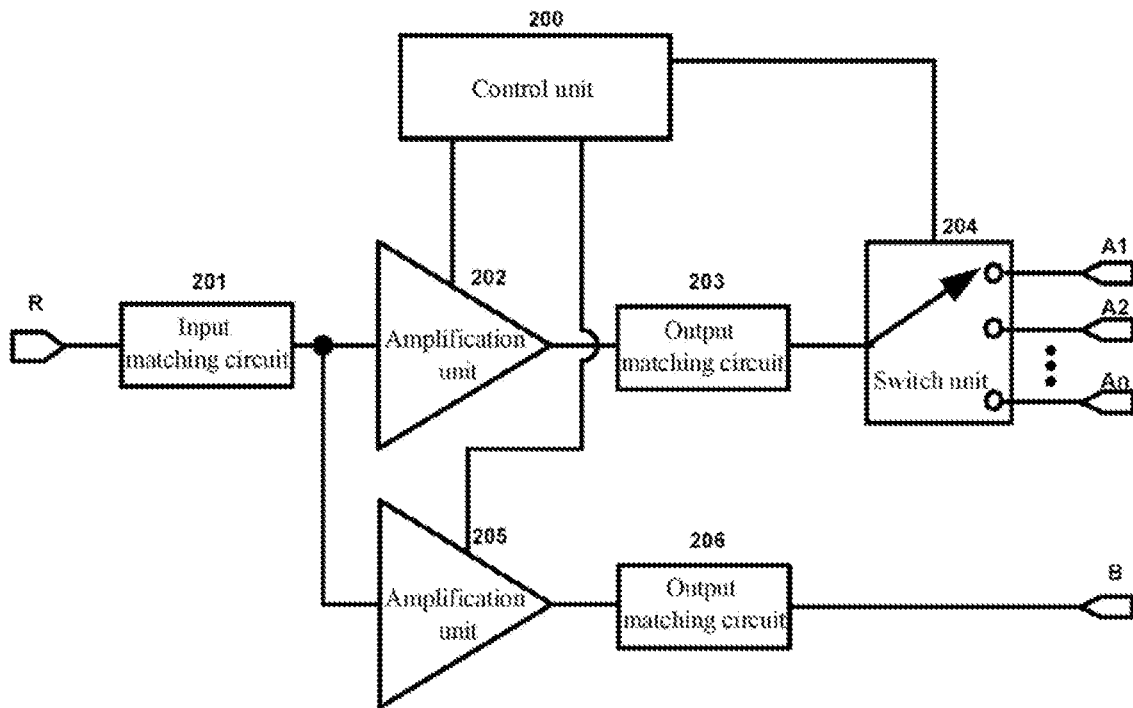 200
Control unit
204
A1
202
203
201
R
A2
Input
matching circuit
Amplification
unit
Output
matching circuit
Switch unit
An
205
206
B
Amplification
unit
Output
matching circuit